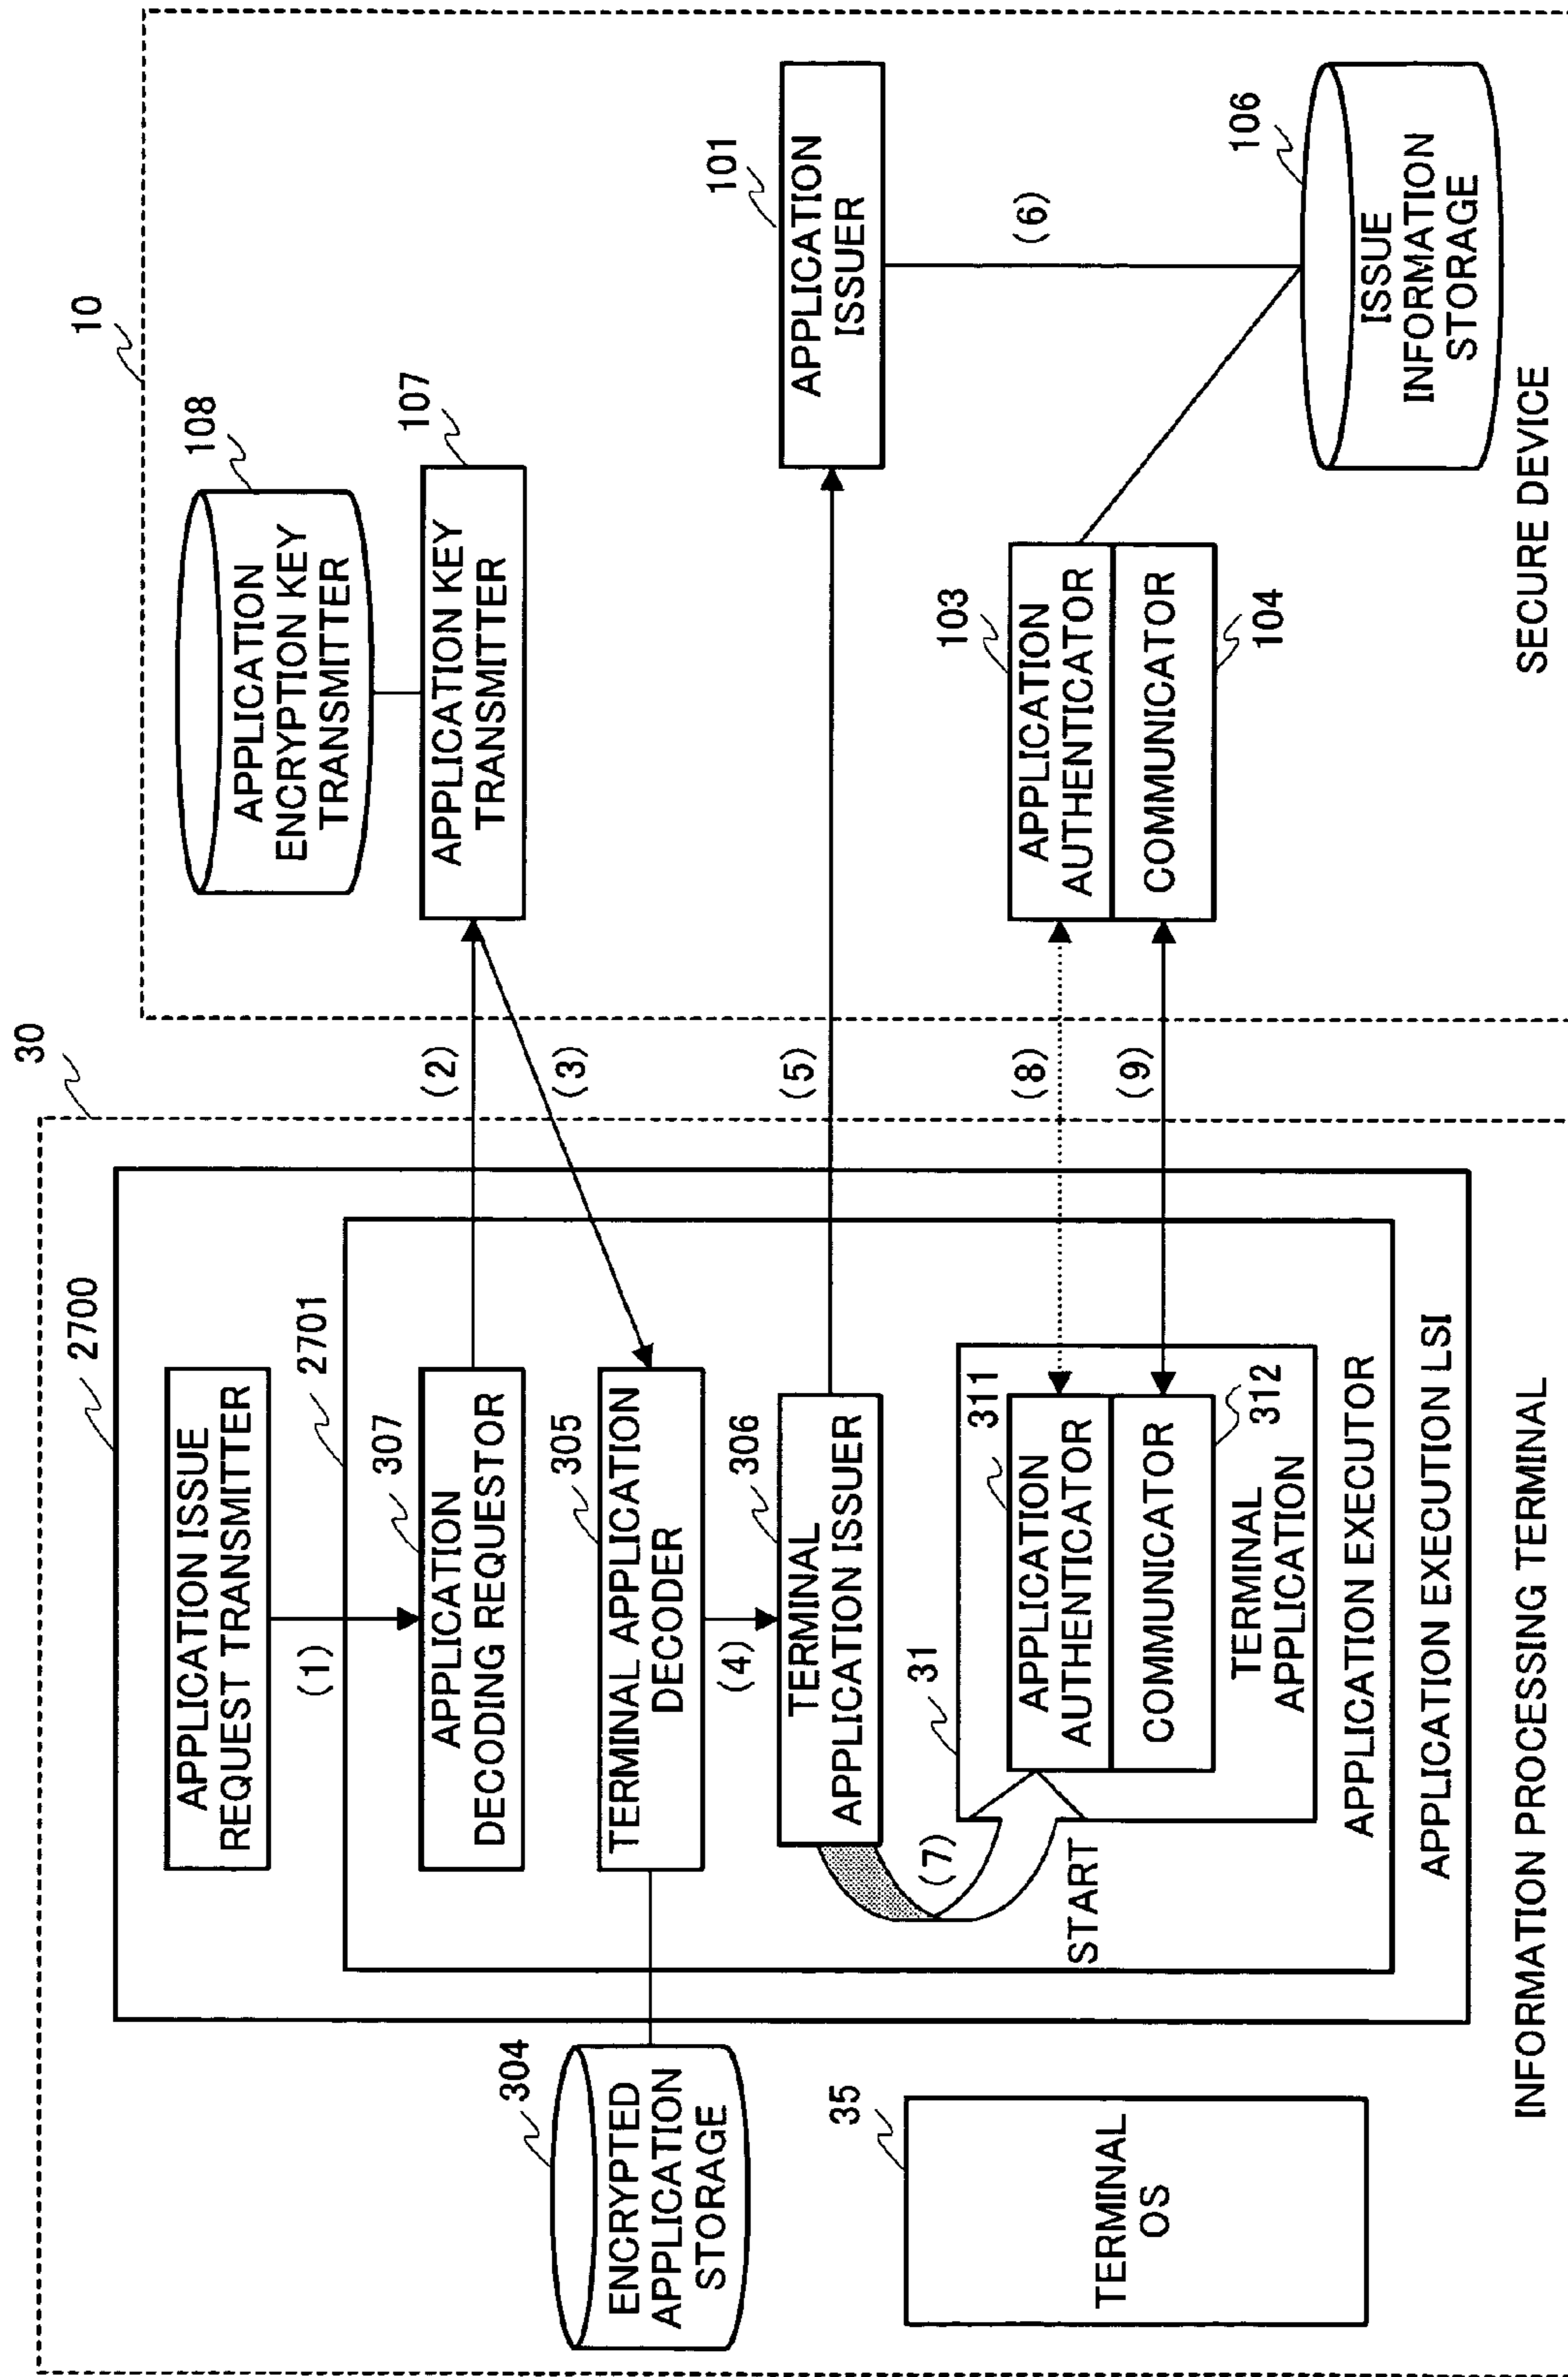 30
2700
APPLICATION ISSUE
REQUEST TRANSMITTER
(1)
2701
307
APPLICATION
DECODING REQUESTOR
304
ENCRYPTED
APPLICATION
STORAGE
305
TERMINAL APPLICATION
DECODER
(4)
306
TERMINAL
APPLICATION ISSUER
(7)
START
31
311
APPLICATION
AUTHENTICATOR
COMMUNICATOR
312
TERMINAL
APPLICATION
APPLICATION EXECUTOR
APPLICATION EXECUTION LSI
35
TERMINAL
OS
INFORMATION PROCESSING TERMINAL
(2)
(3)
(5)
(8)
(9)
10
108
APPLICATION
ENCRYPTION KEY
TRANSMITTER
107
APPLICATION KEY
TRANSMITTER
101
APPLICATION
ISSUER
(6)
103
APPLICATION
AUTHENTICATOR
COMMUNICATOR
104
106
ISSUE
INFORMATION
STORAGE
SECURE DEVICE